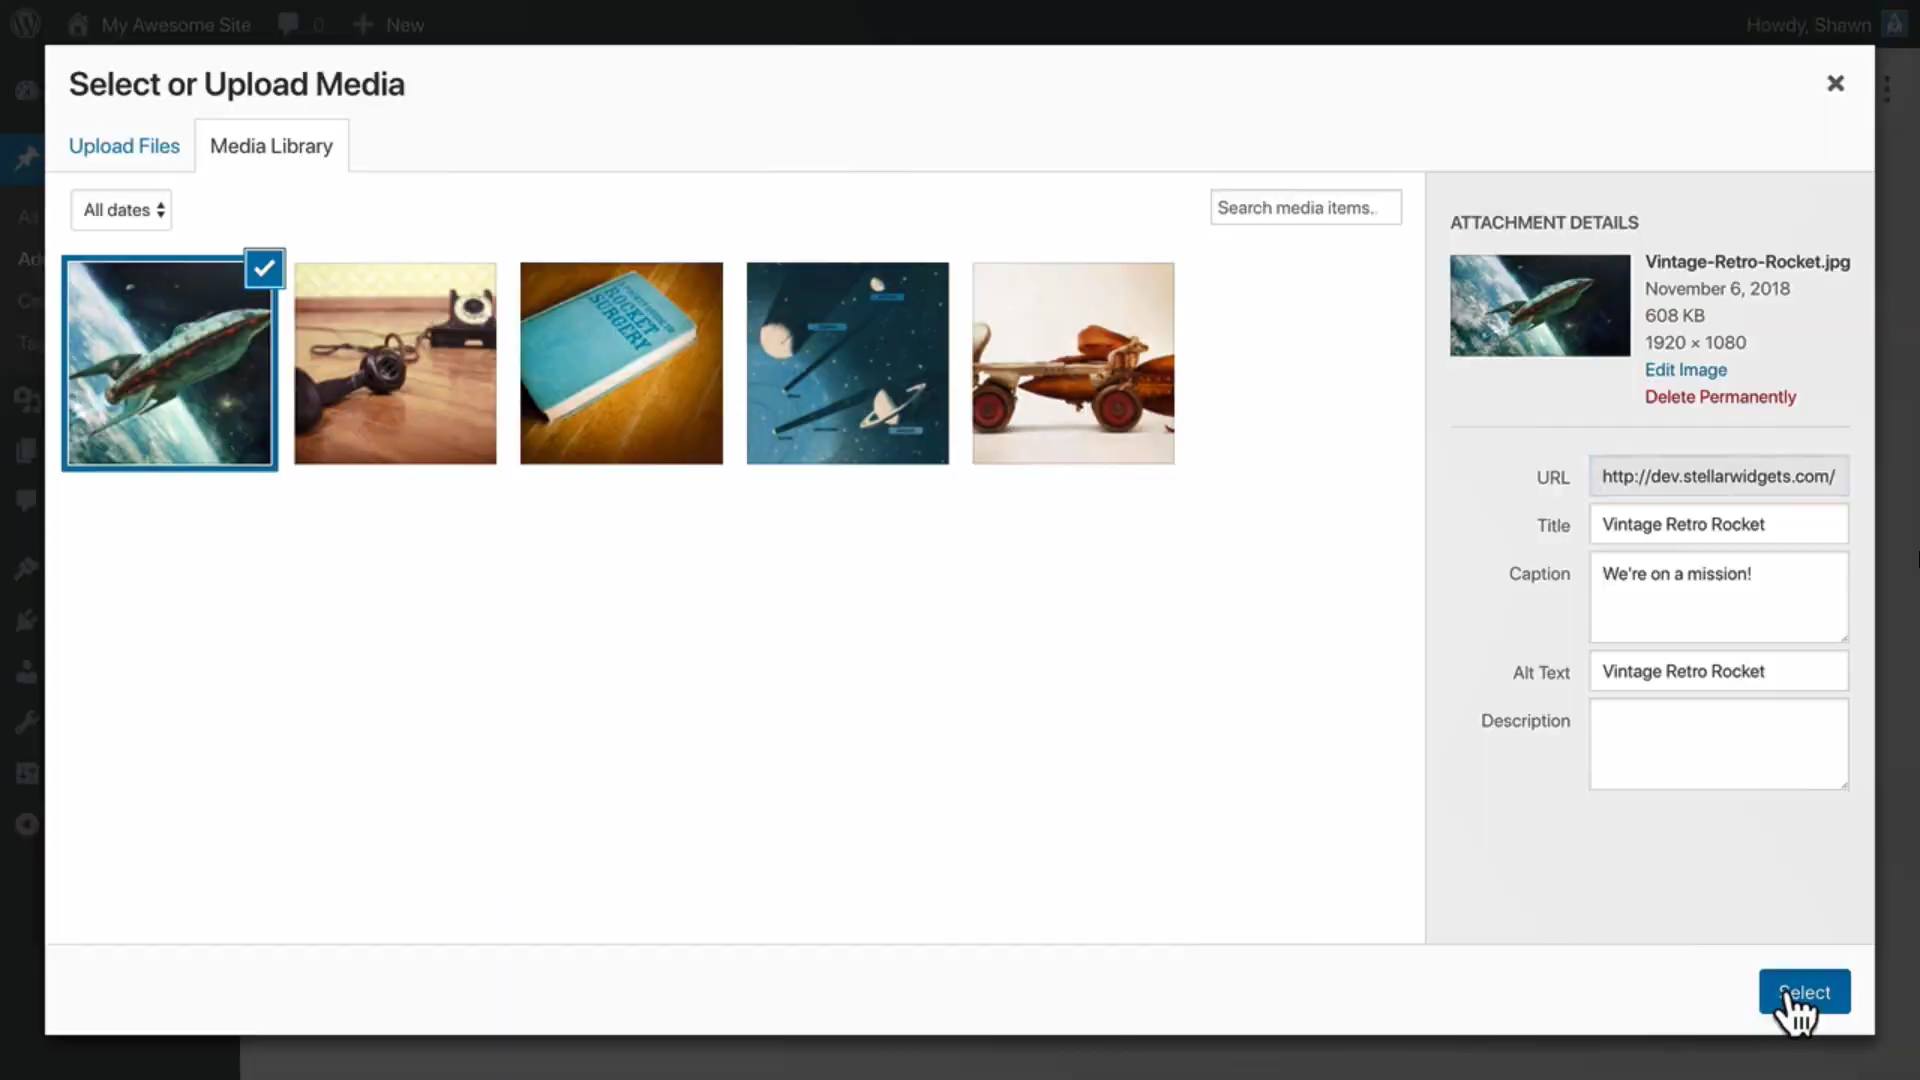 My Awesome Site 0 New Howdy, Shawn
Select or Upload Media
Upload Files Media Library
All dates
Search media items..
ROCKET
SURGERY
ATTACHMENT DETAILS
Vintage-Retro-Rocket.jpg
November 6, 2018
608 KB
1920 × 1080
Edit Image
Delete Permanently
URL http://dev.stellarwidgets.com/
Title Vintage Retro Rocket
Caption We're on a mission!
Alt Text Vintage Retro Rocket
Description
Select